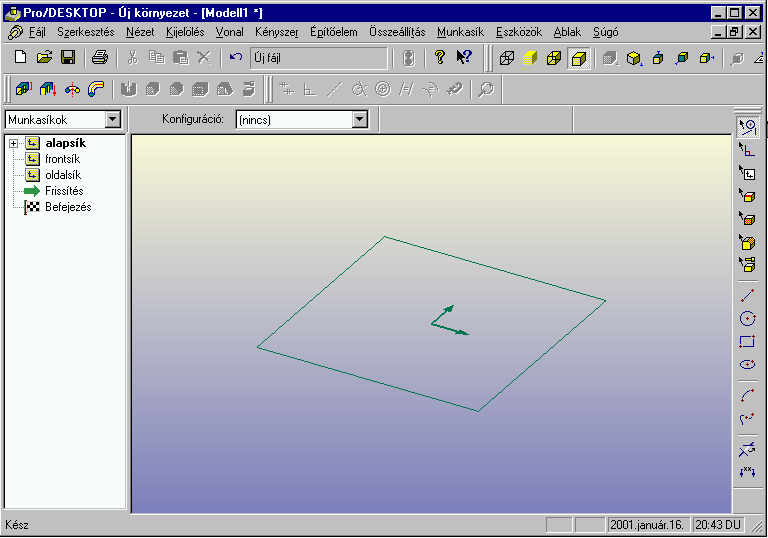 Pro/DESKTOP - Új környezet - [Modell1 *]
Fájl Szerkesztés Nézet Kijelölés Vonal Kényszer Építőelem Összeállítás Munkasík Eszközök Ablak Súgó
Új fájl
Munkasíkok
Konfiguráció: (nincs)
alapsík
frontsík
oldalsík
Frissítés
Befejezés
Kész
2001.január.16. 20:43 DU